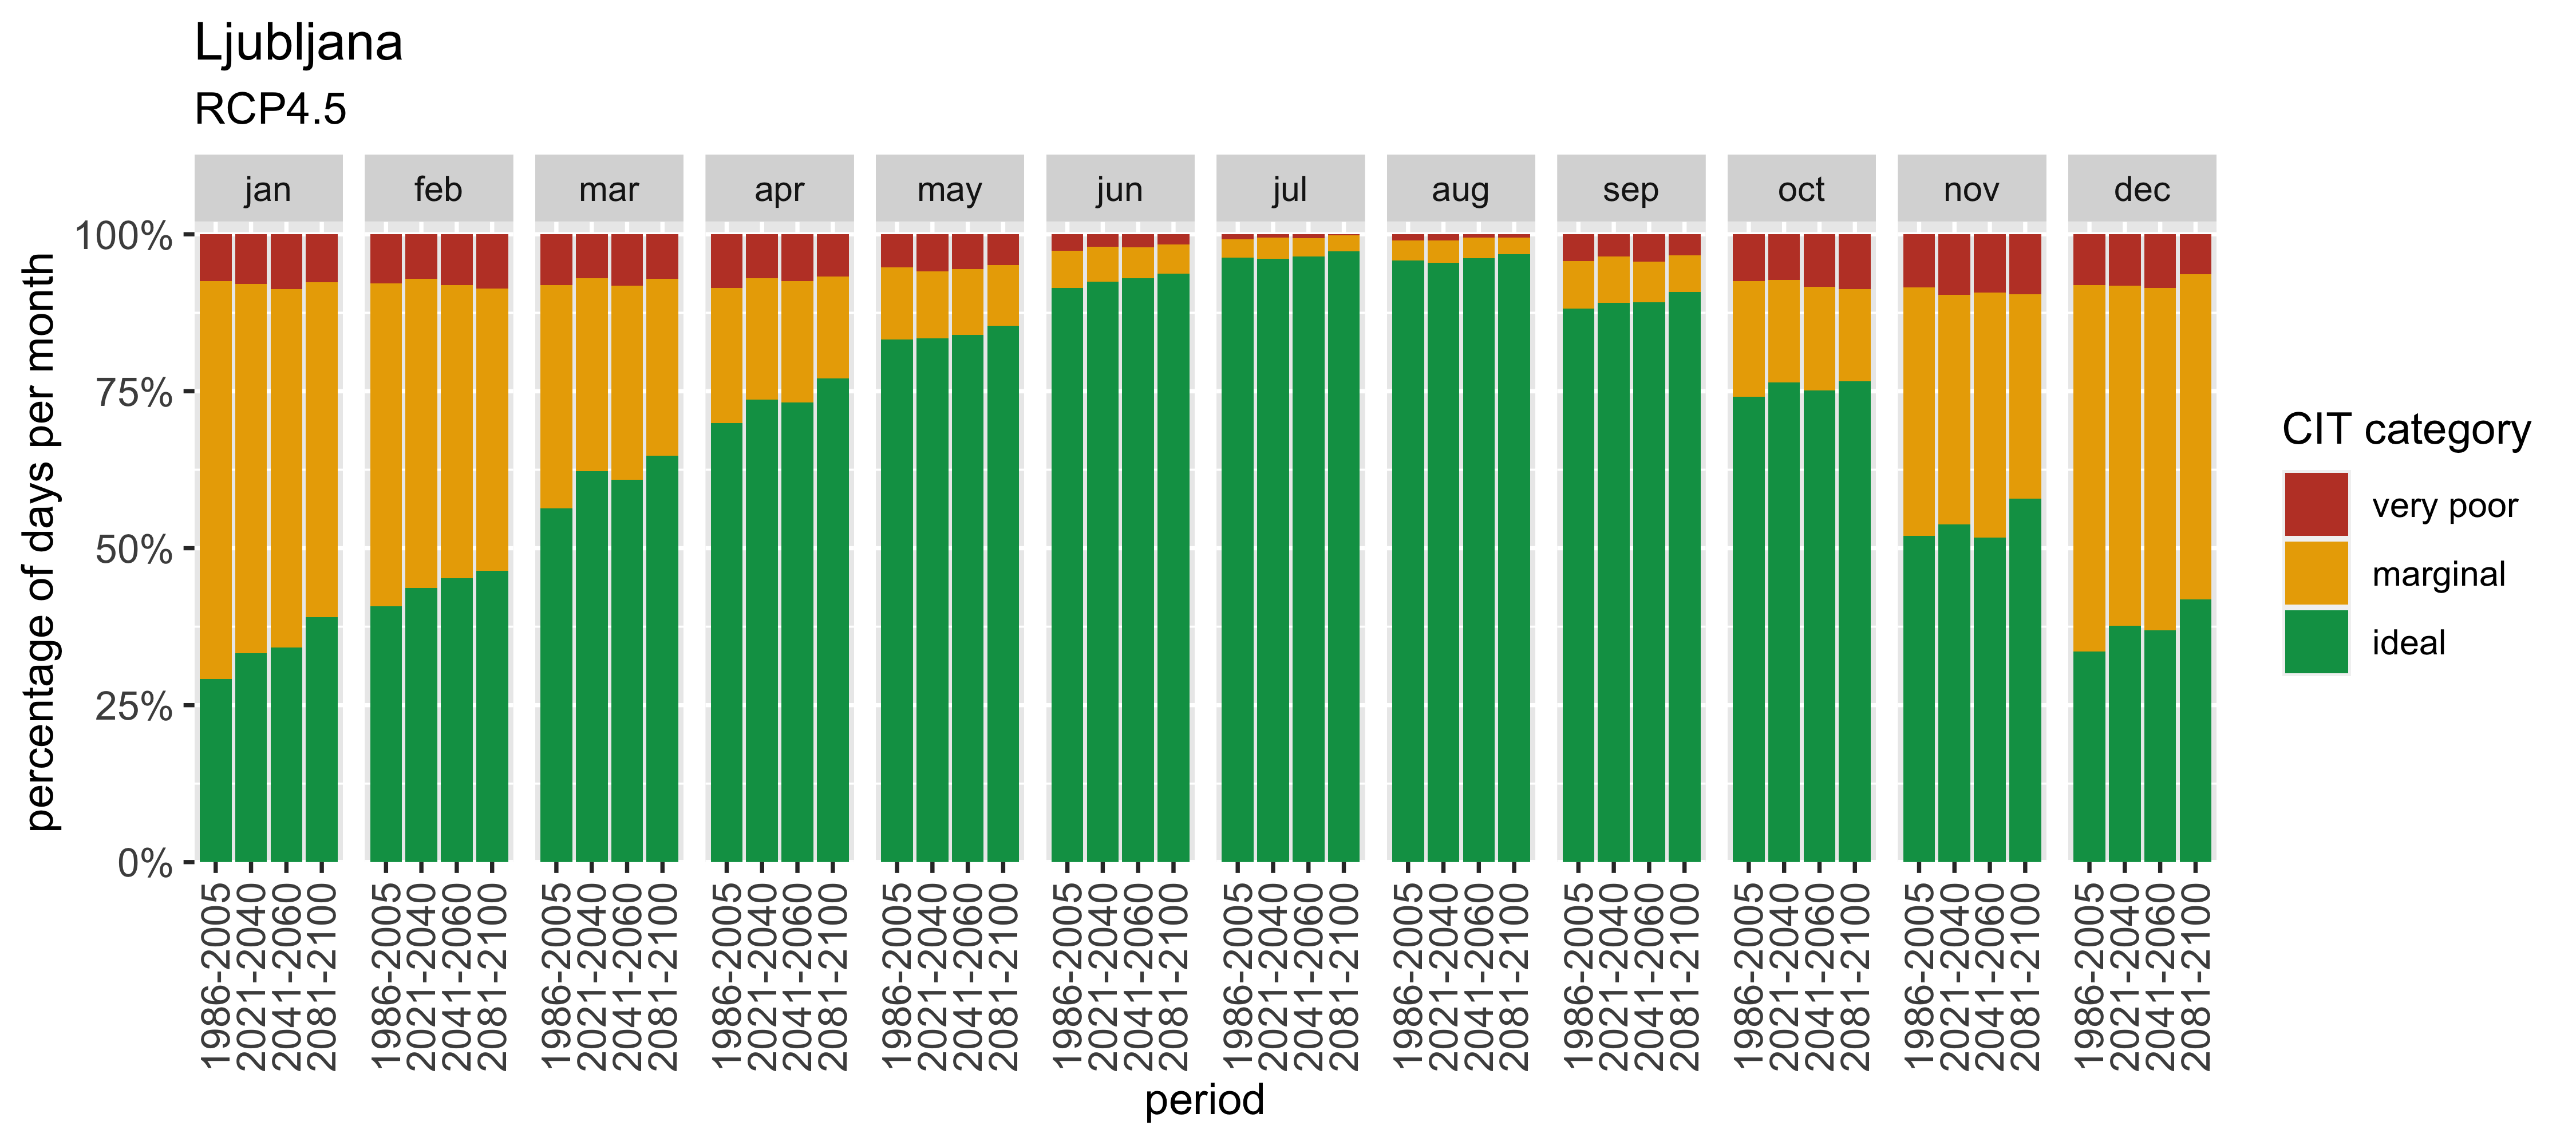 Ljubljana
RCP4.5
jan feb mar apr may jun jul aug sep oct nov dec
percentage of days per month
100%
75%
50%
25%
0%
1986-2005 2021-2040 2041-2060 2081-2100 1986-2005 2021-2040 2041-2060 2081-2100 1986-2005 2021-2040 2041-2060 2081-2100 1986-2005 2021-2040 2041-2060 2081-2100 1986-2005 2021-2040 2041-2060 2081-2100 1986-2005 2021-2040 2041-2060 2081-2100 1986-2005 2021-2040 2041-2060 2081-2100 1986-2005 2021-2040 2041-2060 2081-2100 1986-2005 2021-2040 2041-2060 2081-2100 1986-2005 2021-2040 2041-2060 2081-2100 1986-2005 2021-2040 2041-2060 2081-2100 1986-2005 2021-2040 2041-2060 2081-2100
period
CIT category
very poor
marginal
ideal